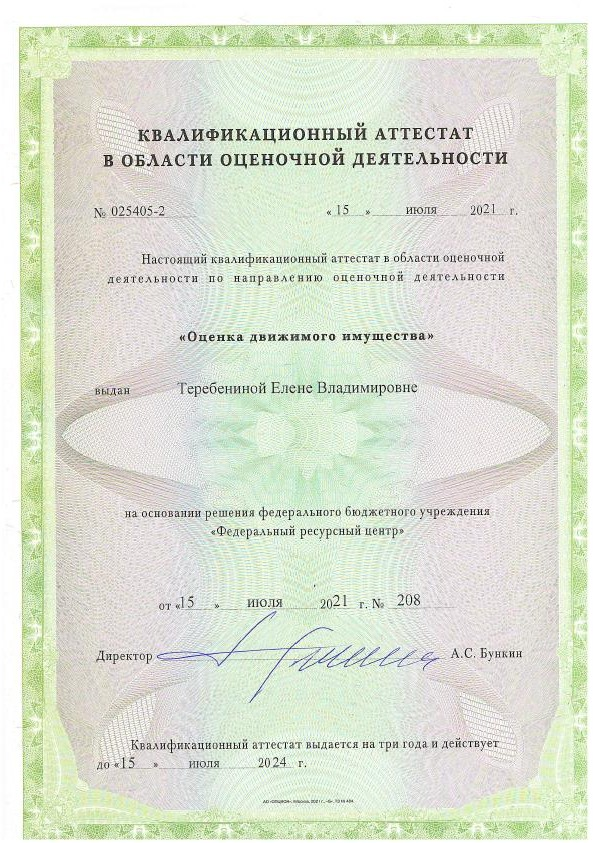 КВАЛИФИКАЦИОННЫЙ АТТЕСТАТ
В ОБЛАСТИ ОЦЕНОЧНОЙ ДЕЯТЕЛЬНОСТИ
№ 025405-2 « 15 » июля 2021 г.
Настоящий квалификационный аттестат в области оценочной
деятельности по направлению оценочной деятельности
«Оценка движимого имущества»
выдан Теребениной Елене Владимировне
на основании решения федерального бюджетного учреждения
«Федеральный ресурсный центр»
от «15 » июля 2021 г. № 208
Директор А.С. Бункин
Квалификационный аттестат выдается на три года и действует
до «15 » июля 2024 г.